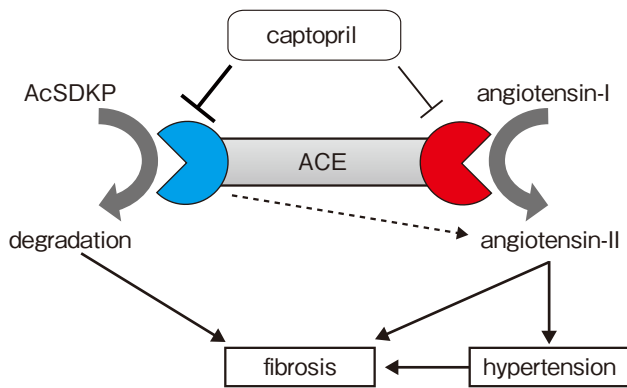 captopril
AcSDKP
angiotensin-I
ACE
degradation
angiotensin-II
fibrosis
hypertension